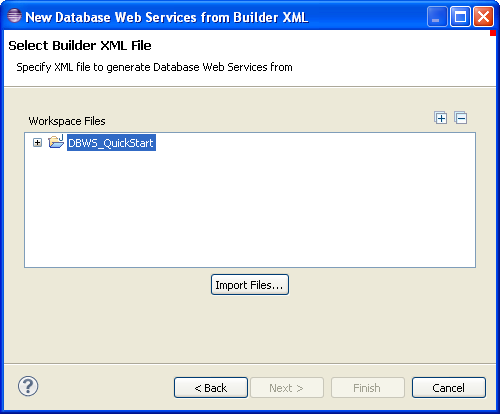 New Database Web Services from Builder XML
Select Builder XML File
Specify XML file to generate Database Web Services from
Workspace Files
DBWS_QuickStart
Import Files...
?
< Back Next > Finish Cancel